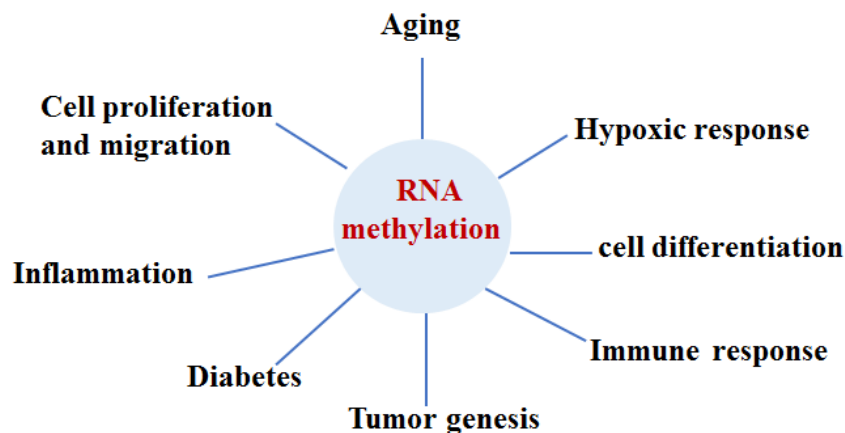 Aging
Cell proliferation
and migration
Hypoxic response
RNA
methylation
cell differentiation
Inflammation
Immune response
Diabetes
Tumor genesis